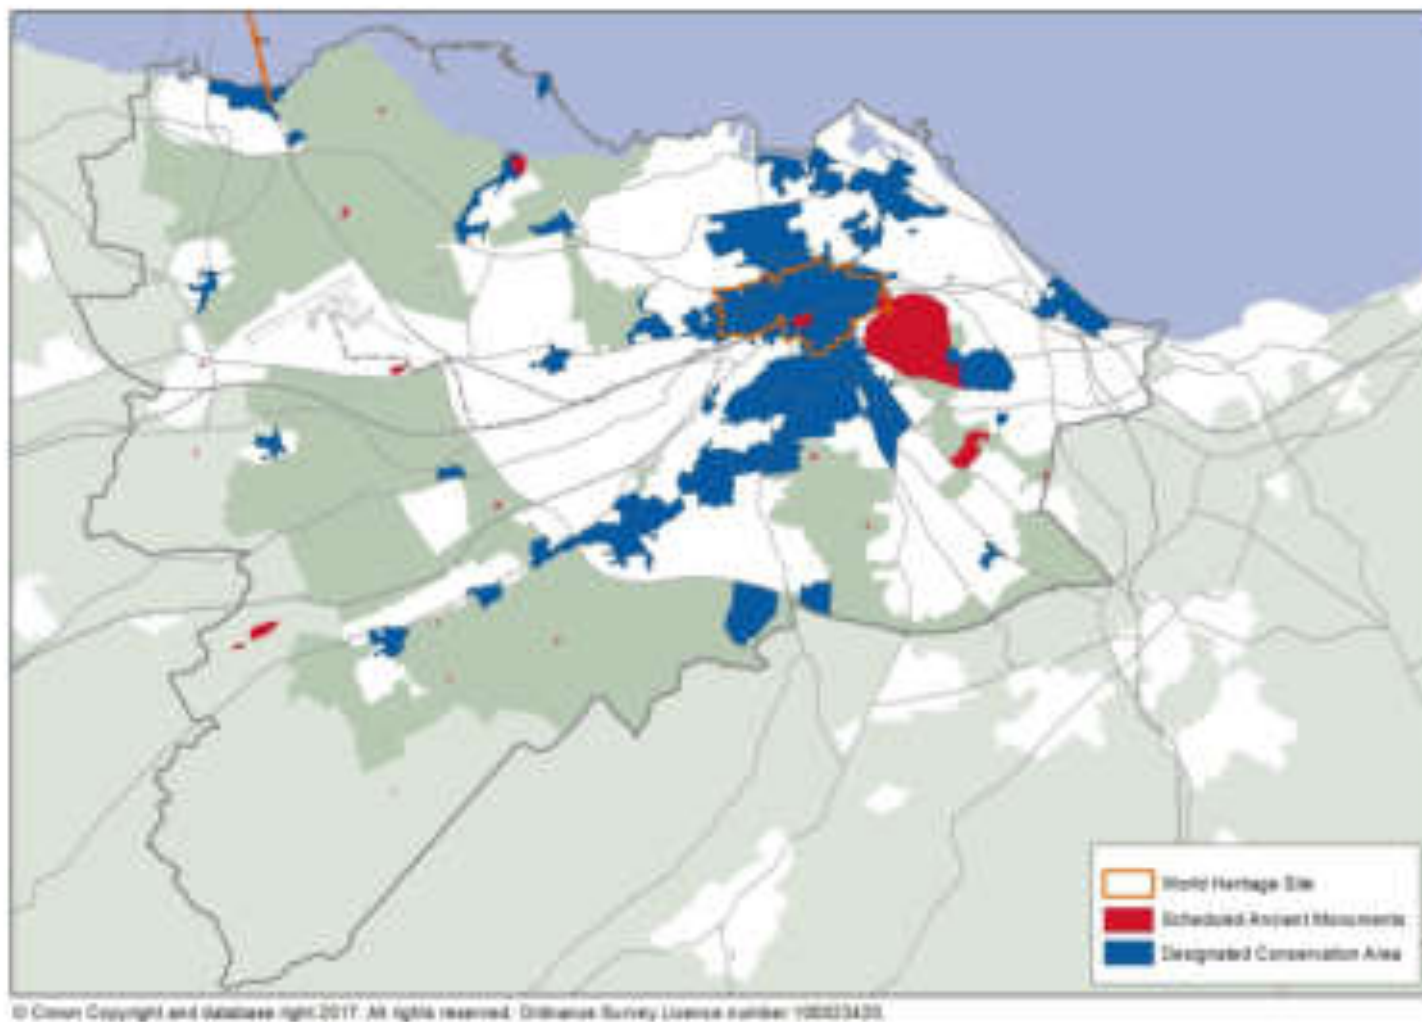 World Heritage Site
Scheduled Ancient Monuments
Designated Conservation Area
© Crown Copyright and database right 2017. All rights reserved. Ordnance Survey Licence number 100023420.